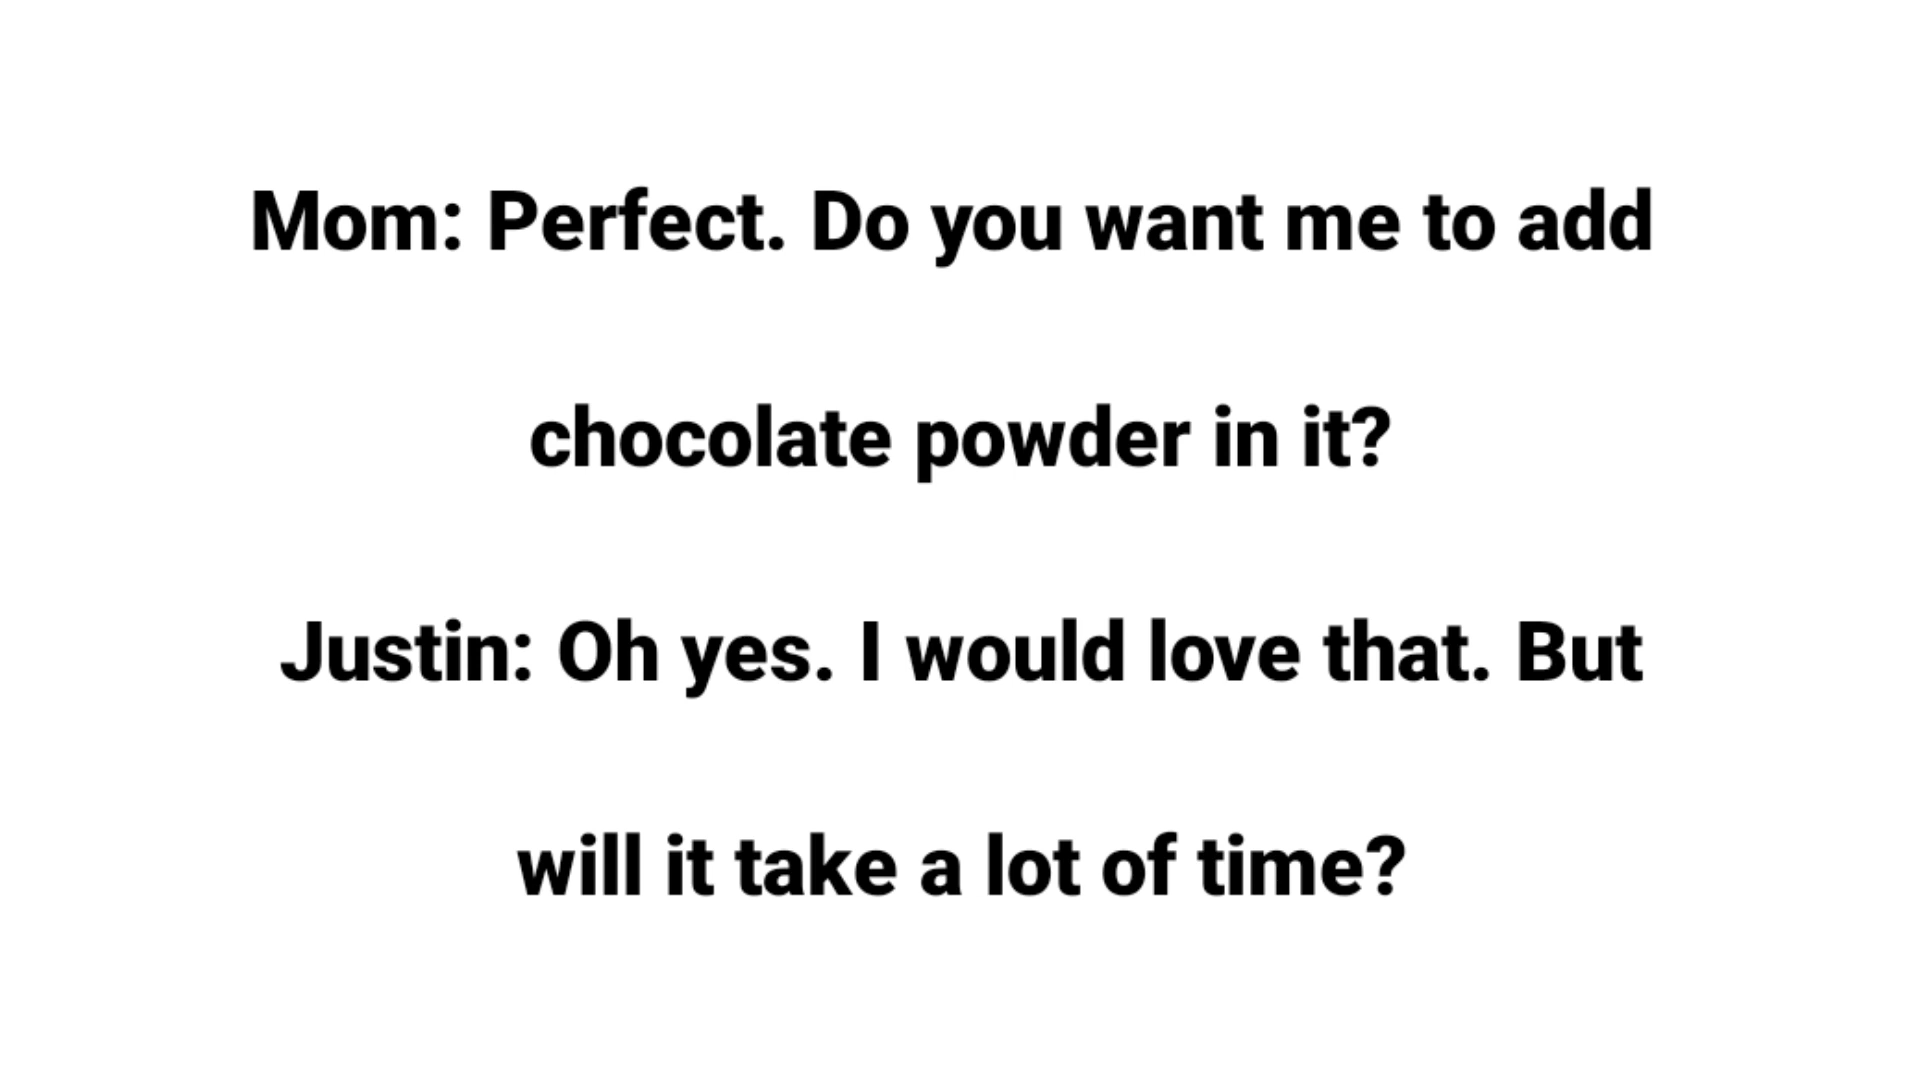 Mom: Perfect. Do you want me to add
chocolate powder in it?
Justin: Oh yes. I would love that. But
will it take a lot of time?